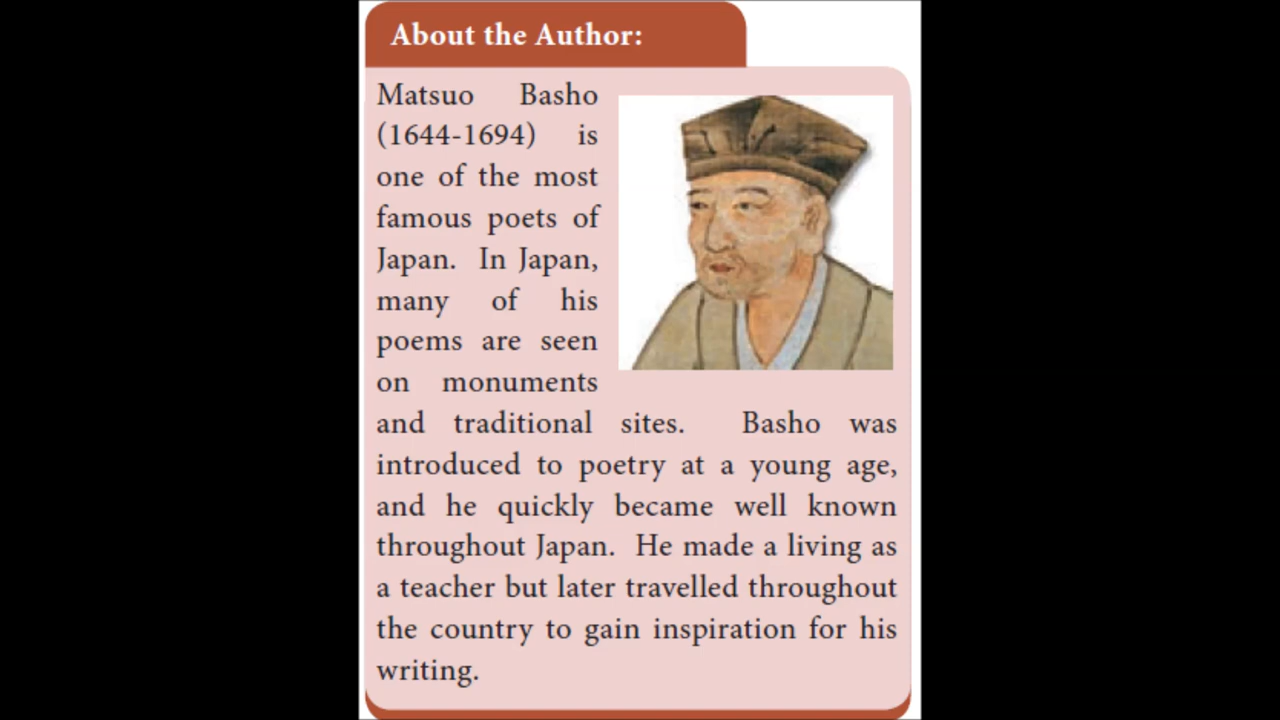 About the Author:
Matsuo Basho
(1644-1694) is
one of the most
famous poets of
Japan. In Japan,
many of his
poems are seen
on monuments
and traditional sites. Basho was
introduced to poetry at a young age,
and he quickly became well known
throughout Japan. He made a living as
a teacher but later travelled throughout
the country to gain inspiration for his
writing.